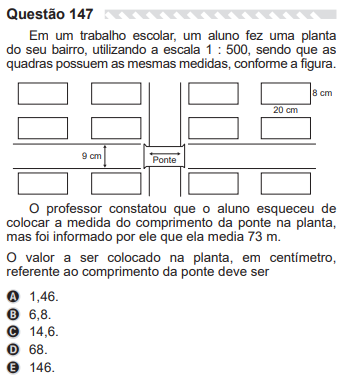 Questão 147
Em um trabalho escolar, um aluno fez uma planta
do seu bairro, utilizando a escala 1 : 500, sendo que as
quadras possuem as mesmas medidas, conforme a figura.
8 cm
20 cm
9 cm
Ponte
O professor constatou que o aluno esqueceu de
colocar a medida do comprimento da ponte na planta,
mas foi informado por ele que ela media 73 m.
O valor a ser colocado na planta, em centímetro,
referente ao comprimento da ponte deve ser
A 1,46.
B 6,8.
C 14,6.
D 68.
E 146.